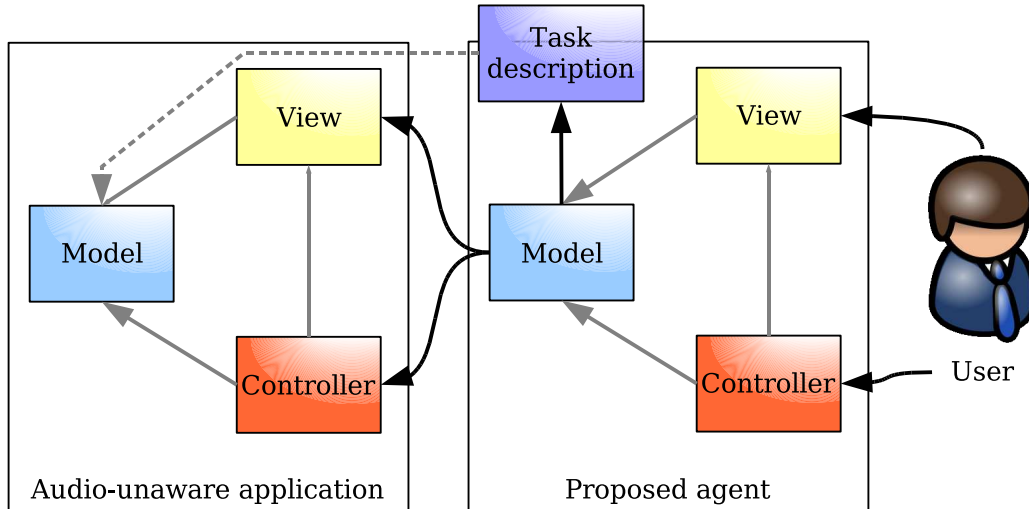 Task
description
View
View
Model
Model
Controller
Controller
User
Audio-unaware application
Proposed agent